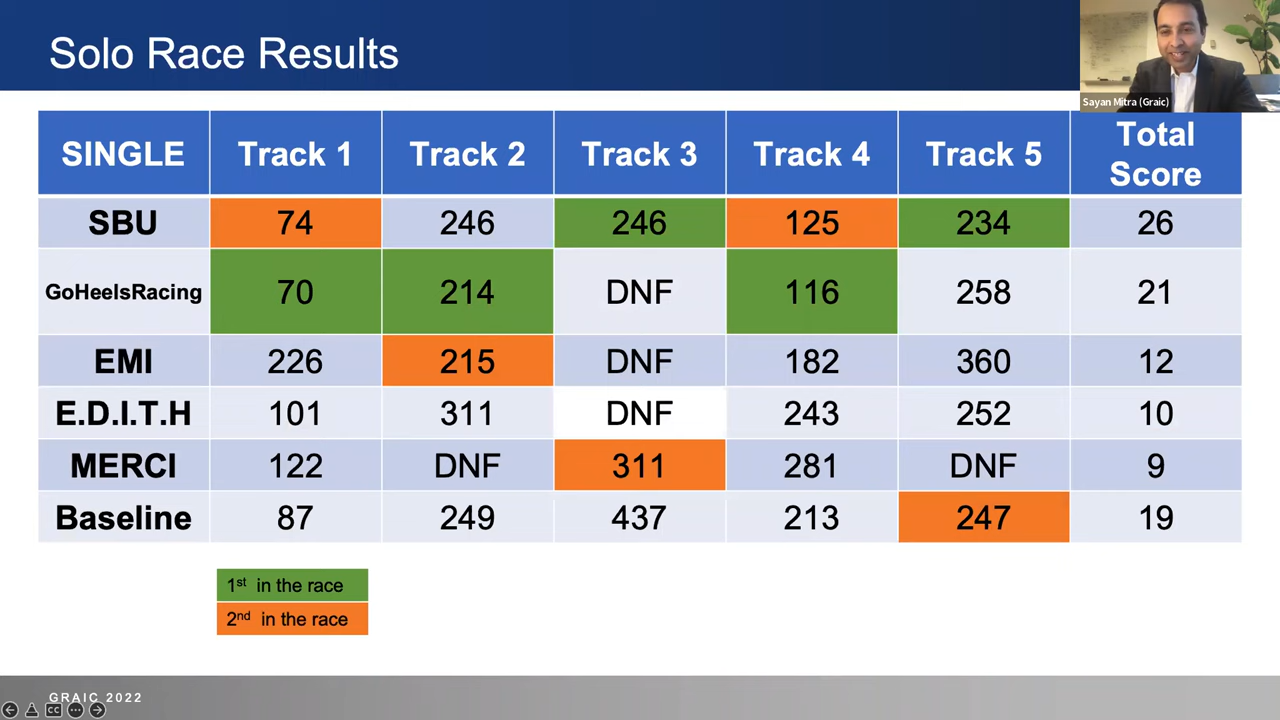 Solo Race Results
Sayan Mitra (Graic)
SINGLE Track 1 Track 2 Track 3 Track 4 Track 5 Total Score
SBU 74 246 246 125 234 26
GoHeelsRacing 70 214 DNF 116 258 21
EMI 226 215 DNF 182 360 12
E.D.I.T.H 101 311 DNF 243 252 10
MERCI 122 DNF 311 281 DNF 9
Baseline 87 249 437 213 247 19
1st in the race
2nd in the race
GRAIC 2022
CC